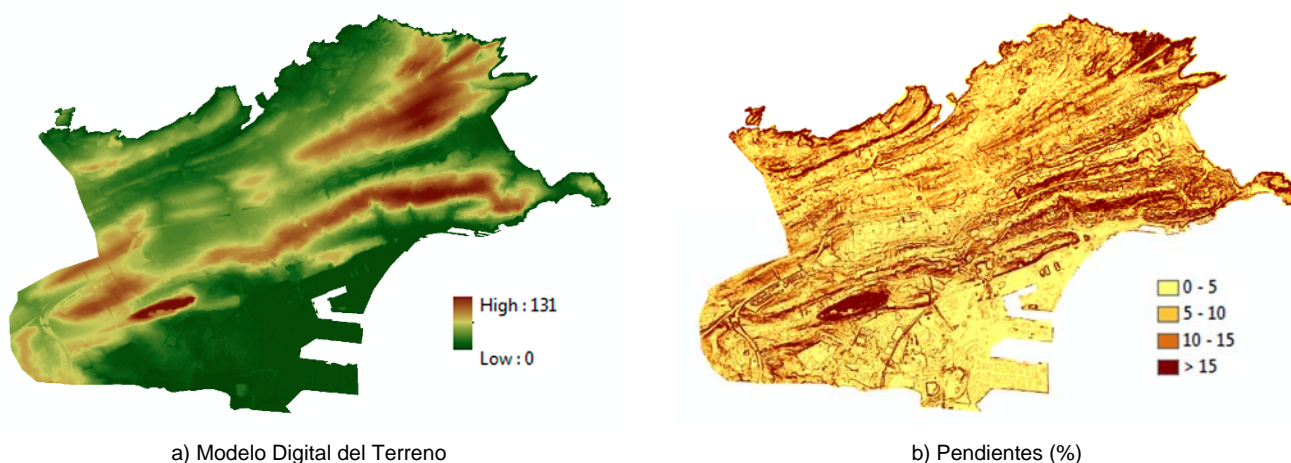 High : 131
Low : 0
0 - 5
5 - 10
10 - 15
> 15
a) Modelo Digital del Terreno
b) Pendientes (%)